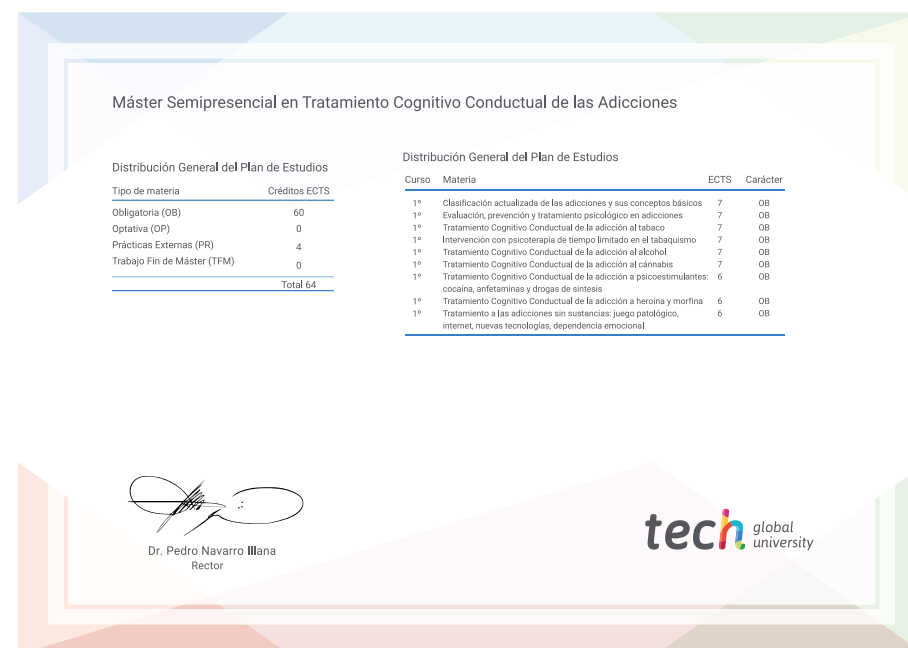 Máster Semipresencial en Tratamiento Cognitivo Conductual de las Adicciones
Distribución General del Plan de Estudios
Tipo de materia Créditos ECTS
Obligatoria (OB) 60
Optativa (OP) 0
Prácticas Externas (PR) 4
Trabajo Fin de Máster (TFM) 0
Total 64
Distribución General del Plan de Estudios
Curso Materia ECTS Carácter
1º Clasificación actualizada de las adicciones y sus conceptos básicos 7 OB
1º Evaluación, prevención y tratamiento psicológico en adicciones 7 OB
1º Tratamiento Cognitivo Conductual de la adicción al tabaco 7 OB
1º Intervención con psicoterapia de tiempo limitado en el tabaquismo 7 OB
1º Tratamiento Cognitivo Conductual de la adicción al alcohol 7 OB
1º Tratamiento Cognitivo Conductual de la adicción al cánnabis 7 OB
1º Tratamiento Cognitivo Conductual de la adicción a psicoestimulantes: 6 OB
cocaína, anfetaminas y drogas de sintesis
1º Tratamiento Cognitivo Conductual de la adicción a heroína y morfina 6 OB
1º Tratamiento a las adicciones sin sustancias: juego patológico, 6 OB
internet, nuevas tecnologías, dependencia emocional
Dr. Pedro Navarro Illana
Rector
tech global
university